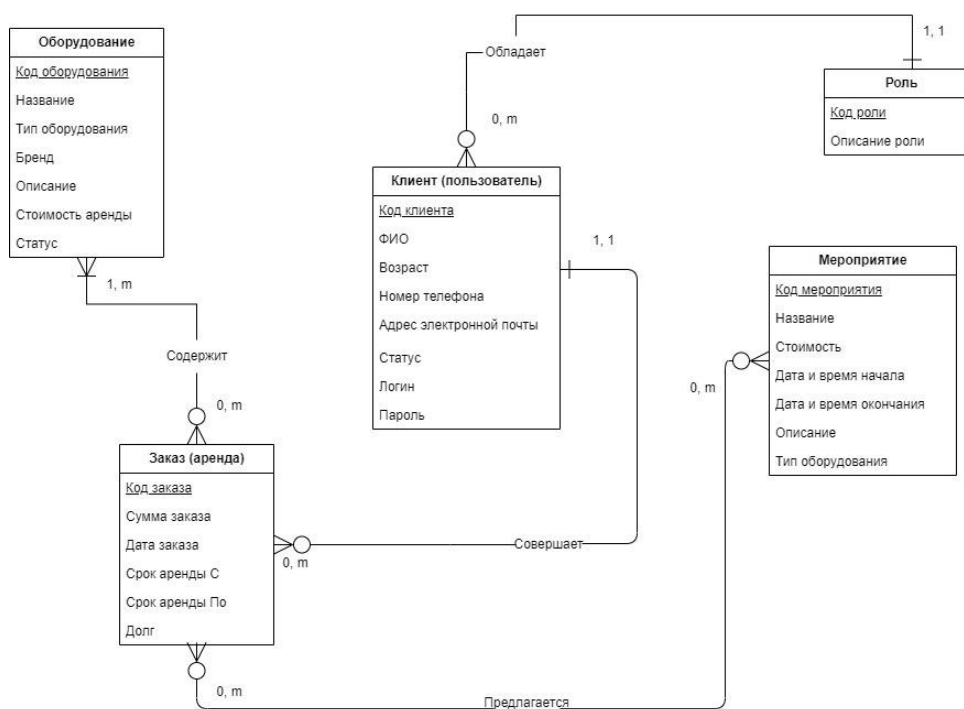 Оборудование
Код оборудования
Название
Тип оборудования
Бренд
Описание
Стоимость аренды
Статус
1, m
Содержит
0, m
Обладает
1, 1
0, m
Роль
Код роли
Описание роли
Клиент (пользователь)
Код клиента
ФИО
Возраст
Номер телефона
Адрес электронной почты
Статус
Логин
Пароль
1, 1
Мероприятие
Код мероприятия
Название
Стоимость
Дата и время начала
Дата и время окончания
Описание
Тип оборудования
0, m
Заказ (аренда)
Код заказа
Сумма заказа
Дата заказа
Срок аренды С
Срок аренды По
Долг
Совершает
0, m
0, m
Предлагается